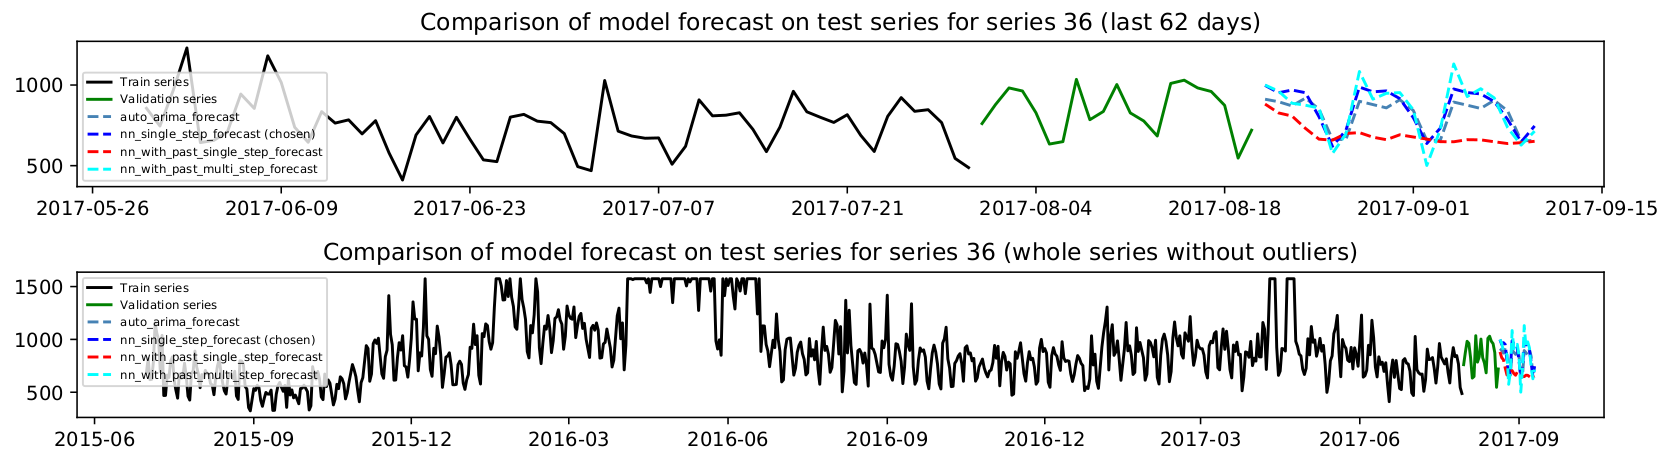 Comparison of model forecast on test series for series 36 (last 62 days)
1000
500
Train series
Validation series
auto_arima_forecast
nn_single_step_forecast (chosen)
nn_with_past_single_step_forecast
nn_with_past_multi_step_forecast
2017-05-26 2017-06-09 2017-06-23 2017-07-07 2017-07-21 2017-08-04 2017-08-18 2017-09-01 2017-09-15
Comparison of model forecast on test series for series 36 (whole series without outliers)
1500
1000
500
Train series
Validation series
auto_arima_forecast
nn_single_step_forecast (chosen)
nn_with_past_single_step_forecast
nn_with_past_multi_step_forecast
2015-06 2015-09 2015-12 2016-03 2016-06 2016-09 2016-12 2017-03 2017-06 2017-09